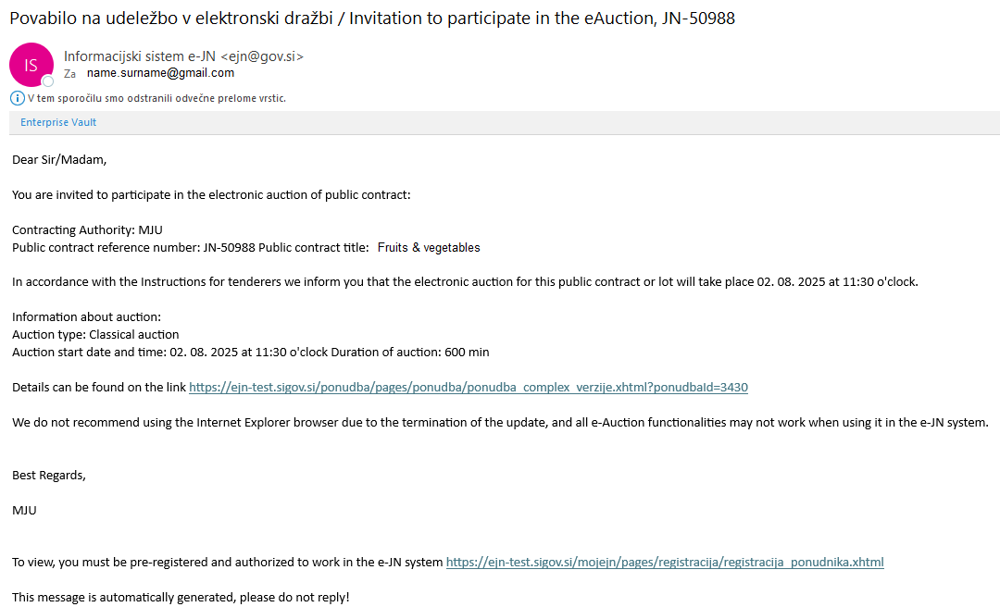 Povabilo na udeležbo v elektronski dražbi / Invitation to participate in the eAuction, JN-50988
IS
Informacijski sistem e-JN <ejn@gov.si>
Za name.surname@gmail.com
V tem sporočilu smo odstranili odvečne prelome vrstic.
Enterprise Vault
Dear Sir/Madam,
You are invited to participate in the electronic auction of public contract:
Contracting Authority: MJU
Public contract reference number: JN-50988 Public contract title: Fruits & vegetables
In accordance with the Instructions for tenderers we inform you that the electronic auction for this public contract or lot will take place 02. 08. 2025 at 11:30 o'clock.
Information about auction:
Auction type: Classical auction
Auction start date and time: 02. 08. 2025 at 11:30 o'clock Duration of auction: 600 min
Details can be found on the link https://ejn-test.sigov.si/ponudba/pages/ponudba/ponudba_complex_verzije.xhtml?ponudbaId=3430
We do not recommend using the Internet Explorer browser due to the termination of the update, and all e-Auction functionalities may not work when using it in the e-JN system.
Best Regards,
MJU
To view, you must be pre-registered and authorized to work in the e-JN system https://ejn-test.sigov.si/mojejn/pages/registracija/registracija_ponudnika.xhtml
This message is automatically generated, please do not reply!